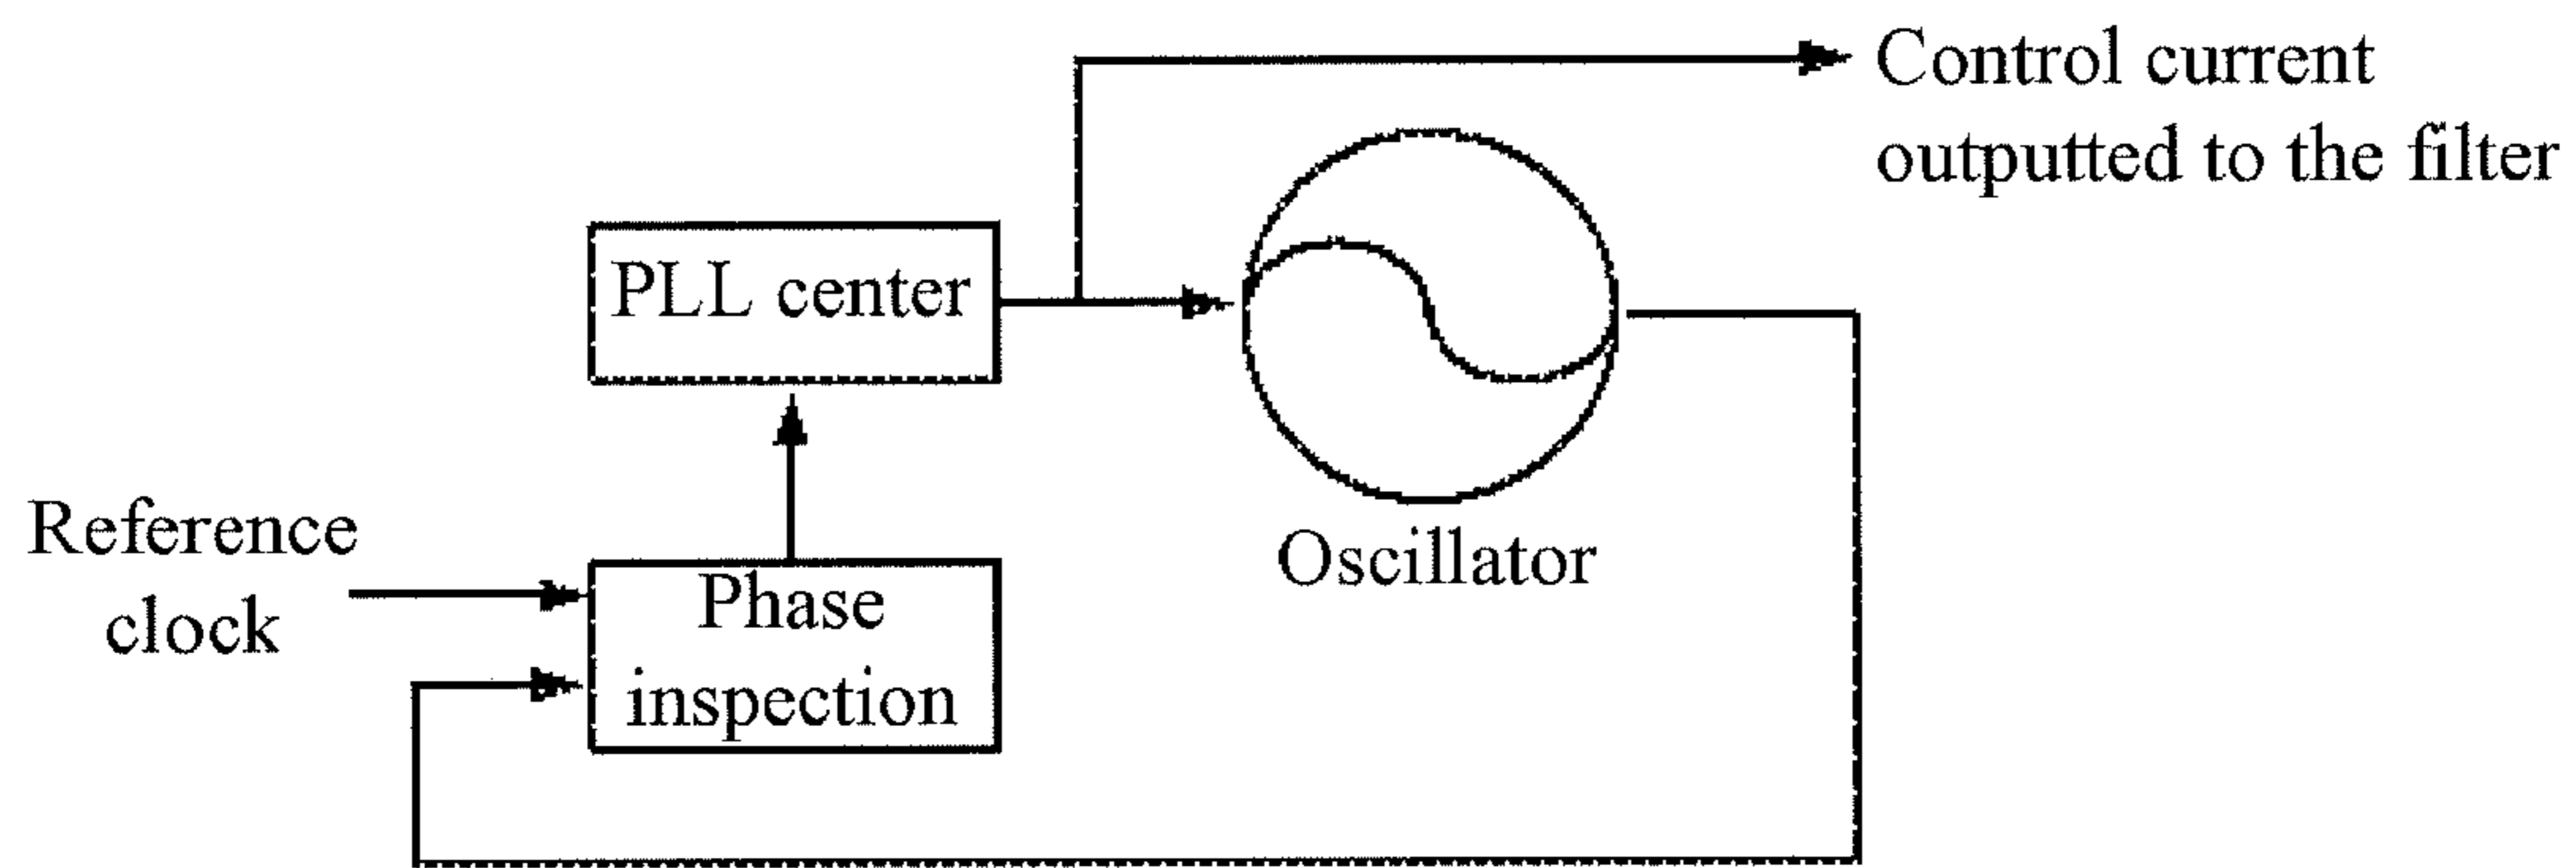 Control current
outputted to the filter
PLL center
Oscillator
Reference
clock
Phase
inspection